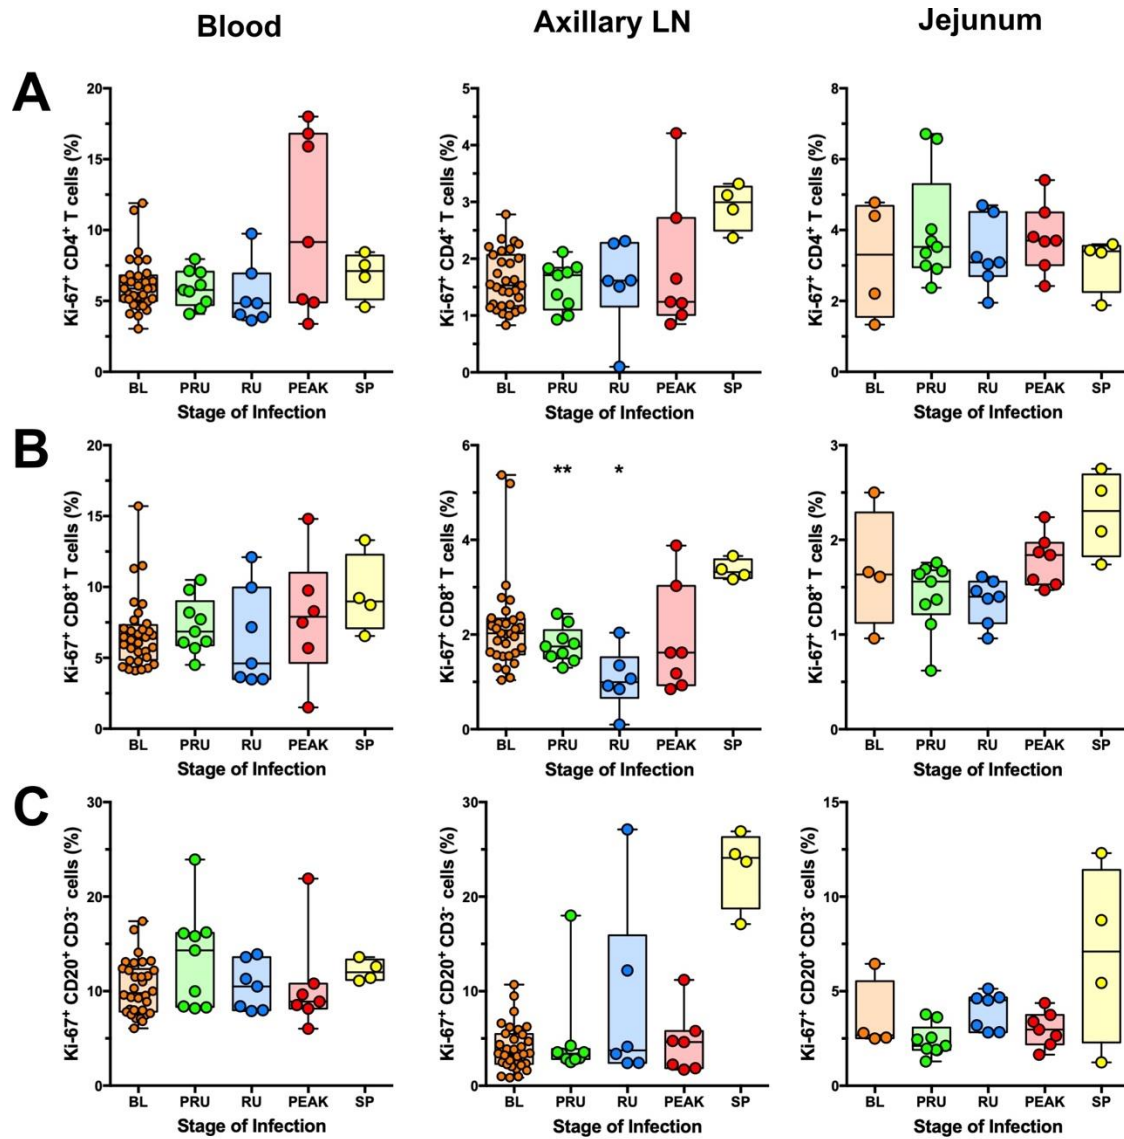 Blood Axillary LN Jejunum
A
Ki-67⁺ CD4⁺ T cells (%)
20
15
10
5
0
BL PRU RU PEAK SP
Stage of Infection
Ki-67⁺ CD4⁺ T cells (%)
5
4
3
2
1
0
BL PRU RU PEAK SP
Stage of Infection
Ki-67⁺ CD4⁺ T cells (%)
8
6
4
2
0
BL PRU RU PEAK SP
Stage of Infection
B
Ki-67⁺ CD8⁺ T cells (%)
20
15
10
5
0
BL PRU RU PEAK SP
Stage of Infection
Ki-67⁺ CD8⁺ T cells (%)
6
4
2
0
** *
BL PRU RU PEAK SP
Stage of Infection
Ki-67⁺ CD8⁺ T cells (%)
3
2
1
0
BL PRU RU PEAK SP
Stage of Infection
C
Ki-67⁺ CD20⁺ CD3⁻ cells (%)
30
20
10
0
BL PRU RU PEAK SP
Stage of Infection
Ki-67⁺ CD20⁺ CD3⁻ cells (%)
30
20
10
0
BL PRU RU PEAK SP
Stage of Infection
Ki-67⁺ CD20⁺ CD3⁻ cells (%)
15
10
5
0
BL PRU RU PEAK SP
Stage of Infection